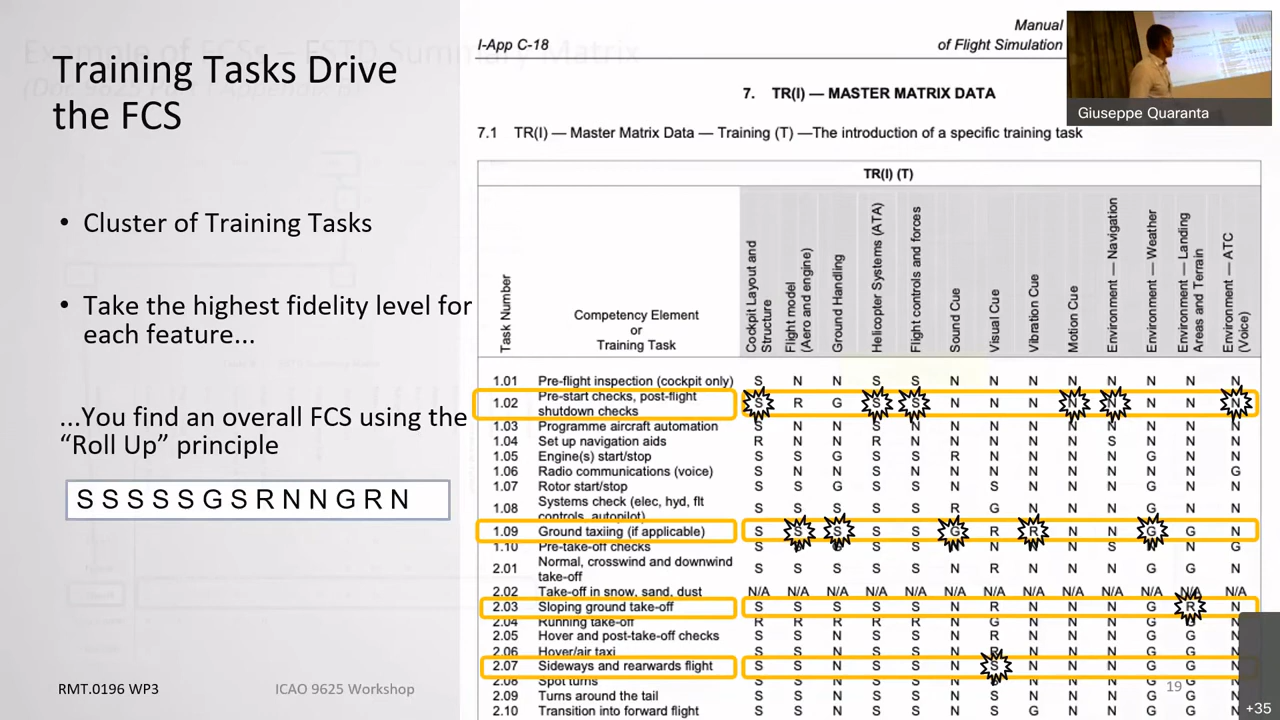 Example of FCSs – FSTD Summary Matrix
Training Tasks Drive
the FCS
• Cluster of Training Tasks
• Take the highest fidelity level for
each feature...
...You find an overall FCS using the
“Roll Up” principle
S S S S S G S R N N G R N
RMT.0196 WP3
ICAO 9625 Workshop
19
I-App C-18
Manual
of Flight Simulation
Giuseppe Quaranta
7. TR(I) — MASTER MATRIX DATA
7.1 TR(I) — Master Matrix Data — Training (T) —The introduction of a specific training task
TR(I) (T)
Task Number
Competency Element
or
Training Task
Cockpit Layout and
Structure
Flight model
(Aero and engine)
Ground Handling
Helicopter Systems (ATA)
Flight controls and forces
Sound Cue
Visual Cue
Vibration Cue
Motion Cue
Environment — Navigation
Environment — Weather
Environment — Landing
Areas and Terrain
Environment — ATC
(Voice)
1.01 Pre-flight inspection (cockpit only) S N N S S N N N N N N N N
1.02 Pre-start checks, post-flight
shutdown checks S R G S S N N N N N N N N
1.03 Programme aircraft automation S N N S N N N N N N N N N
1.04 Set up navigation aids R N N R N N N N N S N N N
1.05 Engine(s) start/stop S S G S S R N N N N G N N
1.06 Radio communications (voice) S N N S N N N N N N N N G
1.07 Rotor start/stop S S G S S S N N N N G N N
1.08 Systems check (elec, hyd, flt
controls, autopilot) S S S S S R G N N N G N N
1.09 Ground taxiing (if applicable) S S S S S G R R N N G G N
1.10 Pre-take-off checks S S G S S N N N N S N N G
2.01 Normal, crosswind and downwind
take-off S S S S S N R N N N G G N
2.02 Take-off in snow, sand, dust N/A N/A N/A N/A N/A N/A N/A N/A N/A N/A N/A N/A N/A
2.03 Sloping ground take-off S S S S S N R N N N G R N
2.04 Running take-off R R R R R N G N N N G G N
2.05 Hover and post-take-off checks S S N S S N R N N N G G N
2.06 Hover/air taxi S S N S S N R N N N G G N
2.07 Sideways and rearwards flight S S N S S N S N N N G G N
2.08 Spot turns S S N S S N S N N N G G N
2.09 Turns around the tail S S N S S N S N N N G G N
2.10 Transition into forward flight S S N S S N S G N N G G N
+35